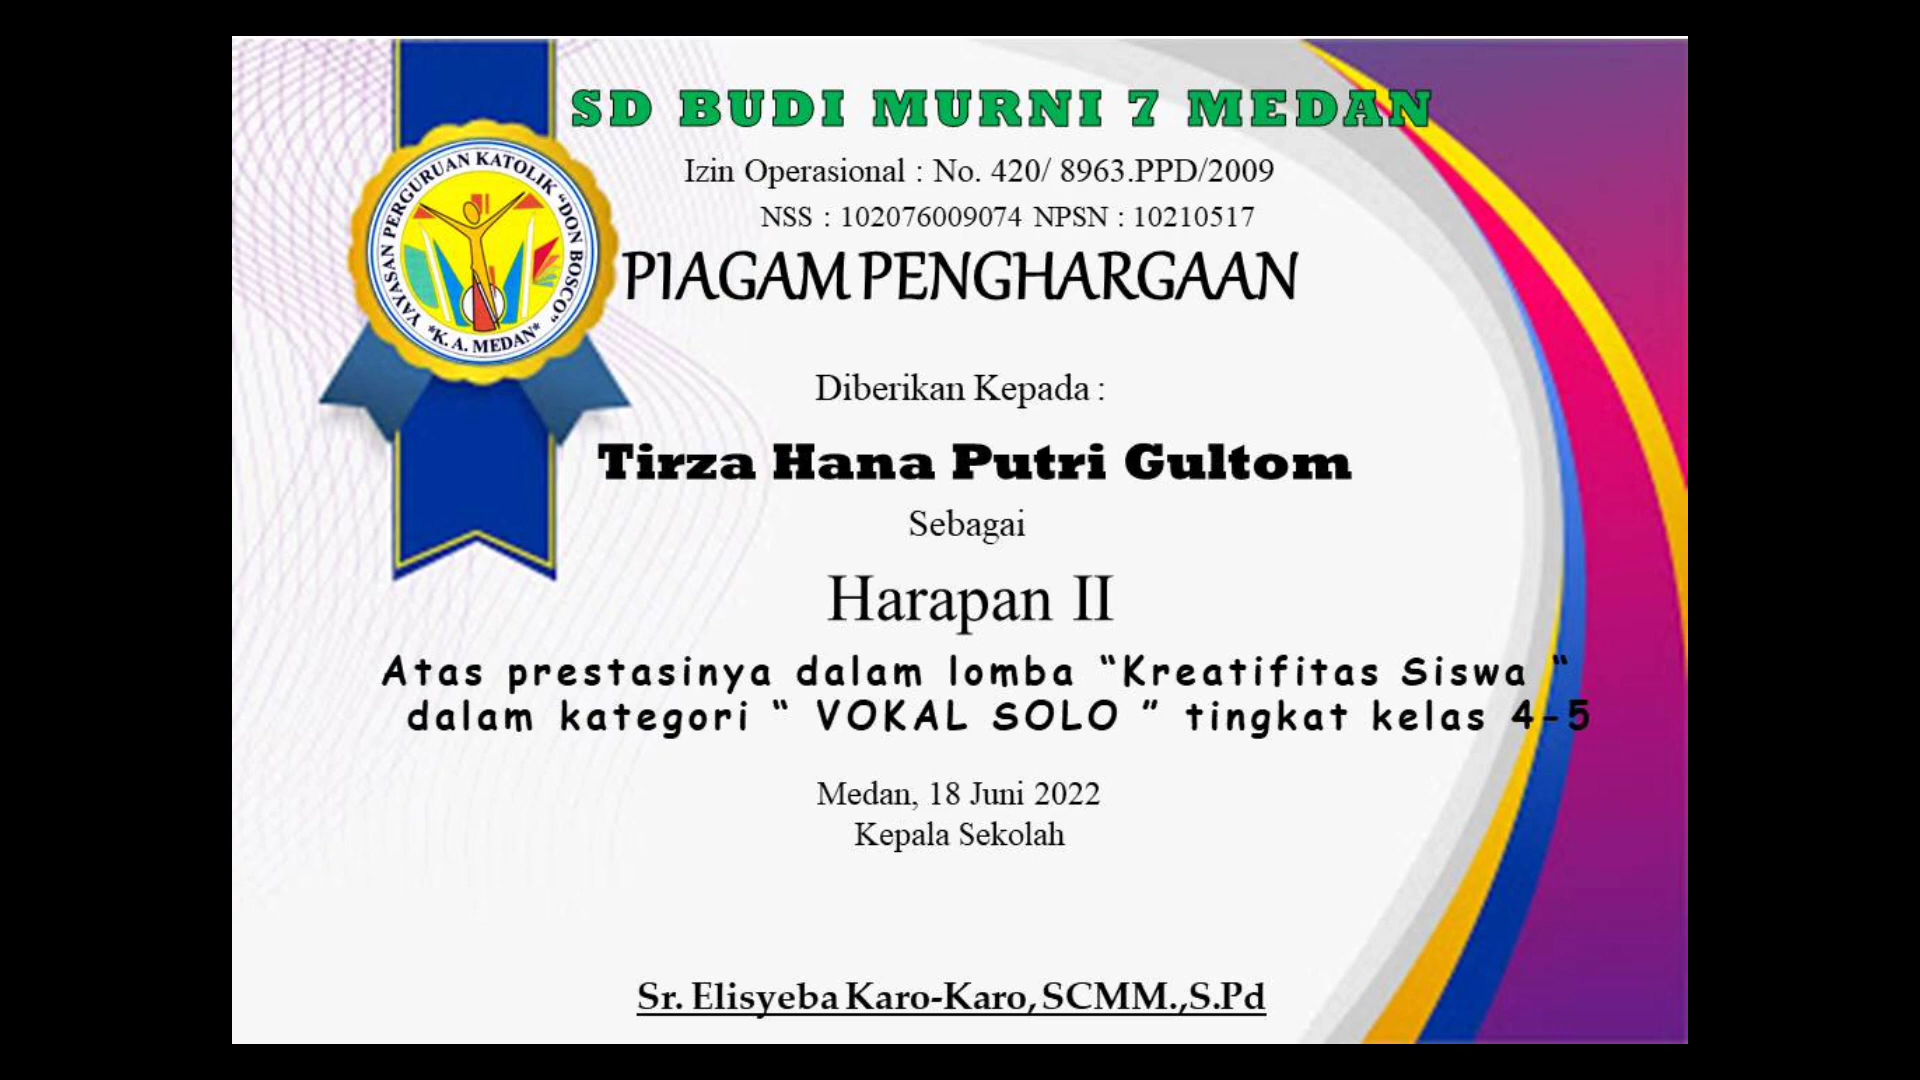 SD BUDI MURNI 7 MEDAN
Izin Operasional : No. 420/ 8963.PPD/2009
NSS : 102076009074 NPSN : 10210517
YAYASAN PERGURUAN KATOLIK "DON BOSCO"
*K. A. MEDAN*
PIAGAM PENGHARGAAN
Diberikan Kepada :
Tirza Hana Putri Gultom
Sebagai
Harapan II
Atas prestasinya dalam lomba “Kreatifitas Siswa “
dalam kategori “ VOKAL SOLO ” tingkat kelas 4-5
Medan, 18 Juni 2022
Kepala Sekolah
Sr. Elisyeba Karo-Karo, SCMM.,S.Pd